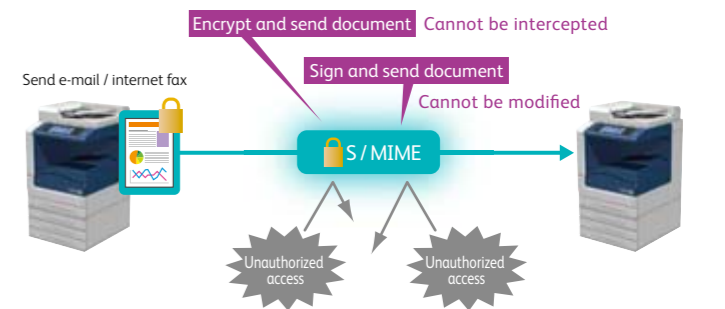 Encrypt and send document Cannot be intercepted
Sign and send document
Send e-mail / internet fax
Cannot be modified
S / MIME
Unauthorized
access
Unauthorized
access